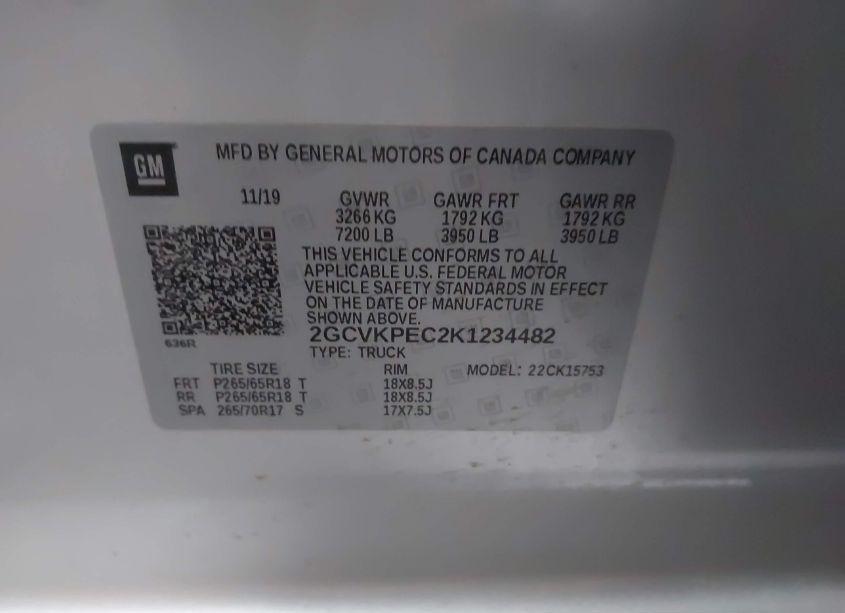 GM
MFD BY GENERAL MOTORS OF CANADA COMPANY
11/19 GVWR GAWR FRT GAWR RR
3266 KG 1792 KG 1792 KG
7200 LB 3950 LB 3950 LB
THIS VEHICLE CONFORMS TO ALL
APPLICABLE U.S. FEDERAL MOTOR
VEHICLE SAFETY STANDARDS IN EFFECT
ON THE DATE OF MANUFACTURE
SHOWN ABOVE.
636R
2GCVKPEC2K1234482
TYPE: TRUCK
TIRE SIZE RIM MODEL: 22CK15753
FRT P265/65R18 T 18X8.5J
RR P265/65R18 T 18X8.5J
SPA 265/70R17 S 17X7.5J